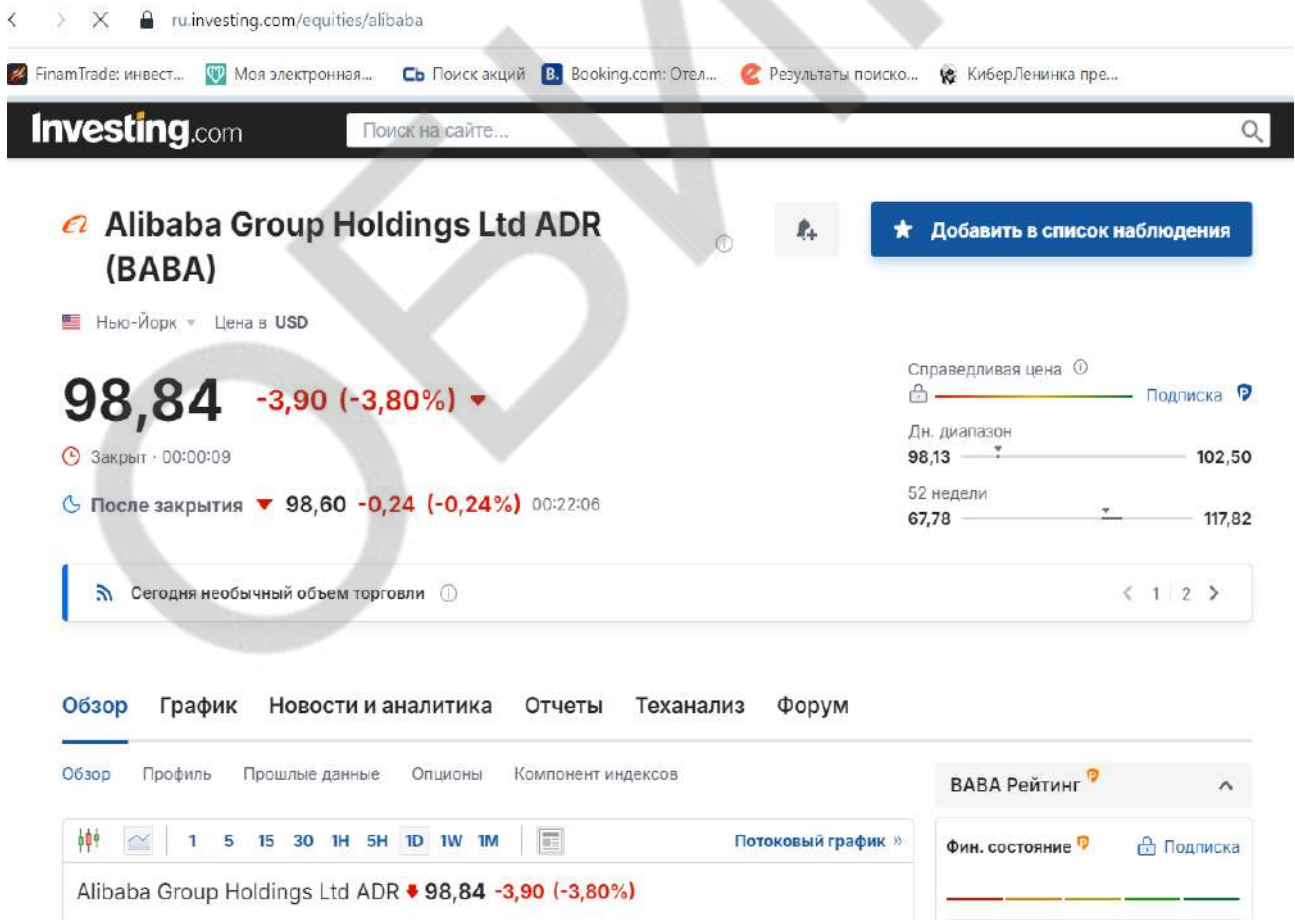 ru.investing.com/equities/alibaba
FinamTrade: инвест... Моя электронная... Сь Поиск акций B. Booking.com: Отел... Результаты поиско... КиберЛенинка пре...
Investing.com Поиск на сайте...
Alibaba Group Holdings Ltd ADR
(BABA)
Добавить в список наблюдения
Нью-Йорк Цена в USD
98,84 -3,90 (-3,80%)
Закрыт · 00:00:09
После закрытия 98,60 -0,24 (-0,24%) 00:22:06
Справедливая цена
Подписка
Дн. диапазон
98,13 102,50
52 недели
67,78 117,82
Сегодня необычный объем торговли 1 2
Обзор График Новости и аналитика Отчеты Теханализ Форум
Обзор Профиль Прошлые данные Опционы Компонент индексов
1 5 15 30 1H 5H 1D 1W 1M Потоковый график »
Alibaba Group Holdings Ltd ADR 98,84 -3,90 (-3,80%)
BABA Рейтинг
Фин. состояние Подписка